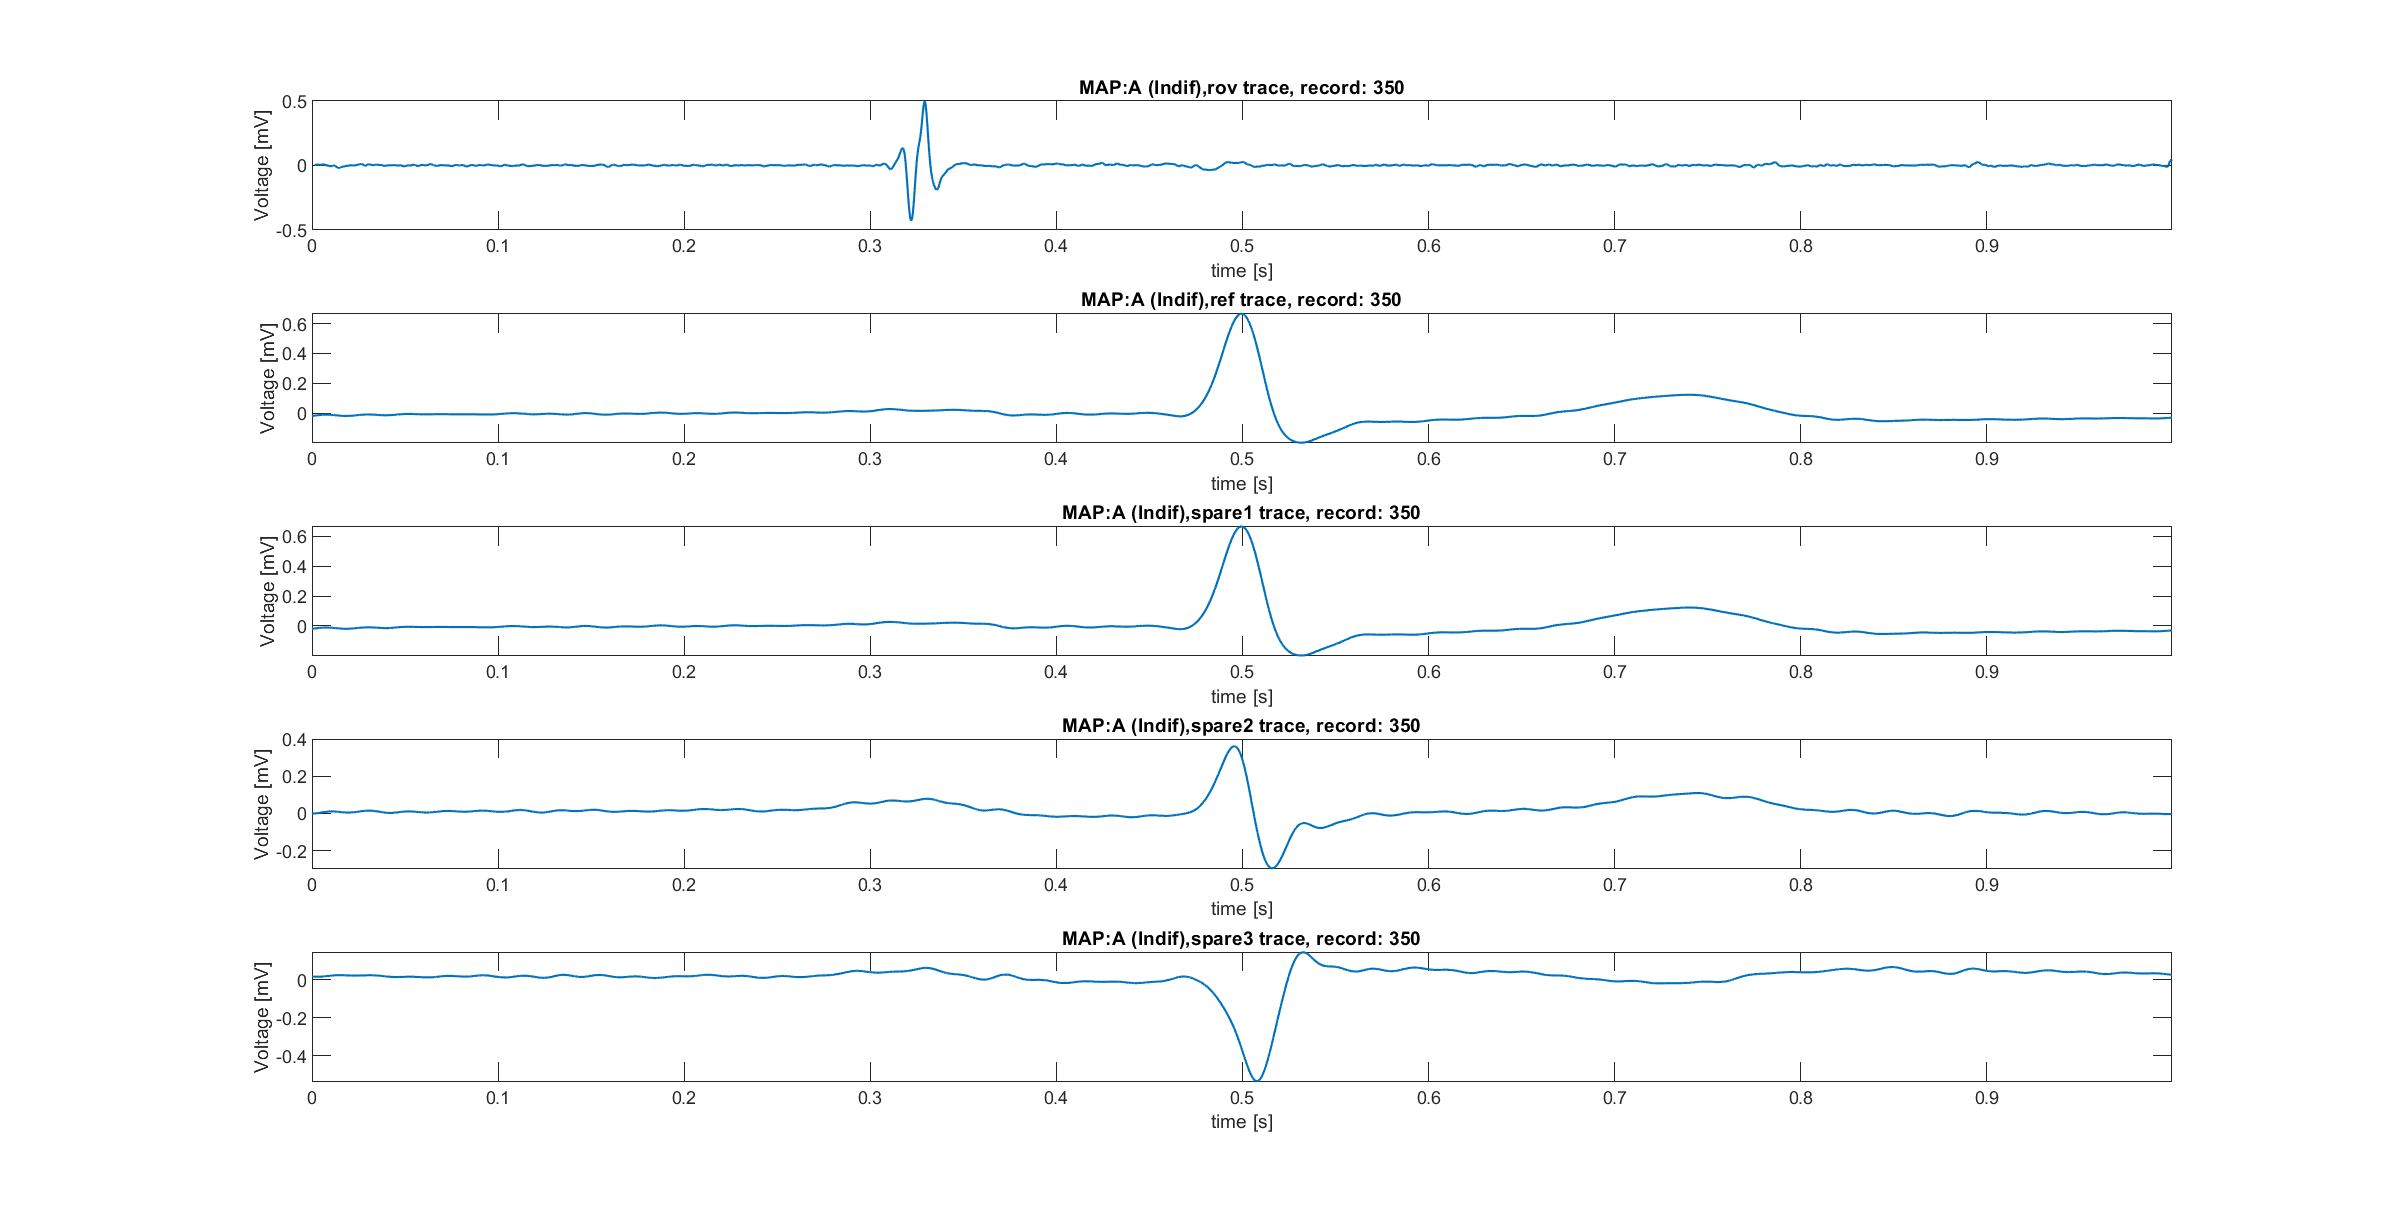 MAP:A (Indif),rov trace, record: 350
Voltage [mV]
0.5
0
-0.5
0 0.1 0.2 0.3 0.4 0.5 0.6 0.7 0.8 0.9
time [s]
MAP:A (Indif),ref trace, record: 350
Voltage [mV]
0.6
0.4
0.2
0
0 0.1 0.2 0.3 0.4 0.5 0.6 0.7 0.8 0.9
time [s]
MAP:A (Indif),spare1 trace, record: 350
Voltage [mV]
0.6
0.4
0.2
0
0 0.1 0.2 0.3 0.4 0.5 0.6 0.7 0.8 0.9
time [s]
MAP:A (Indif),spare2 trace, record: 350
Voltage [mV]
0.4
0.2
0
-0.2
0 0.1 0.2 0.3 0.4 0.5 0.6 0.7 0.8 0.9
time [s]
MAP:A (Indif),spare3 trace, record: 350
Voltage [mV]
0
-0.2
-0.4
0 0.1 0.2 0.3 0.4 0.5 0.6 0.7 0.8 0.9
time [s]